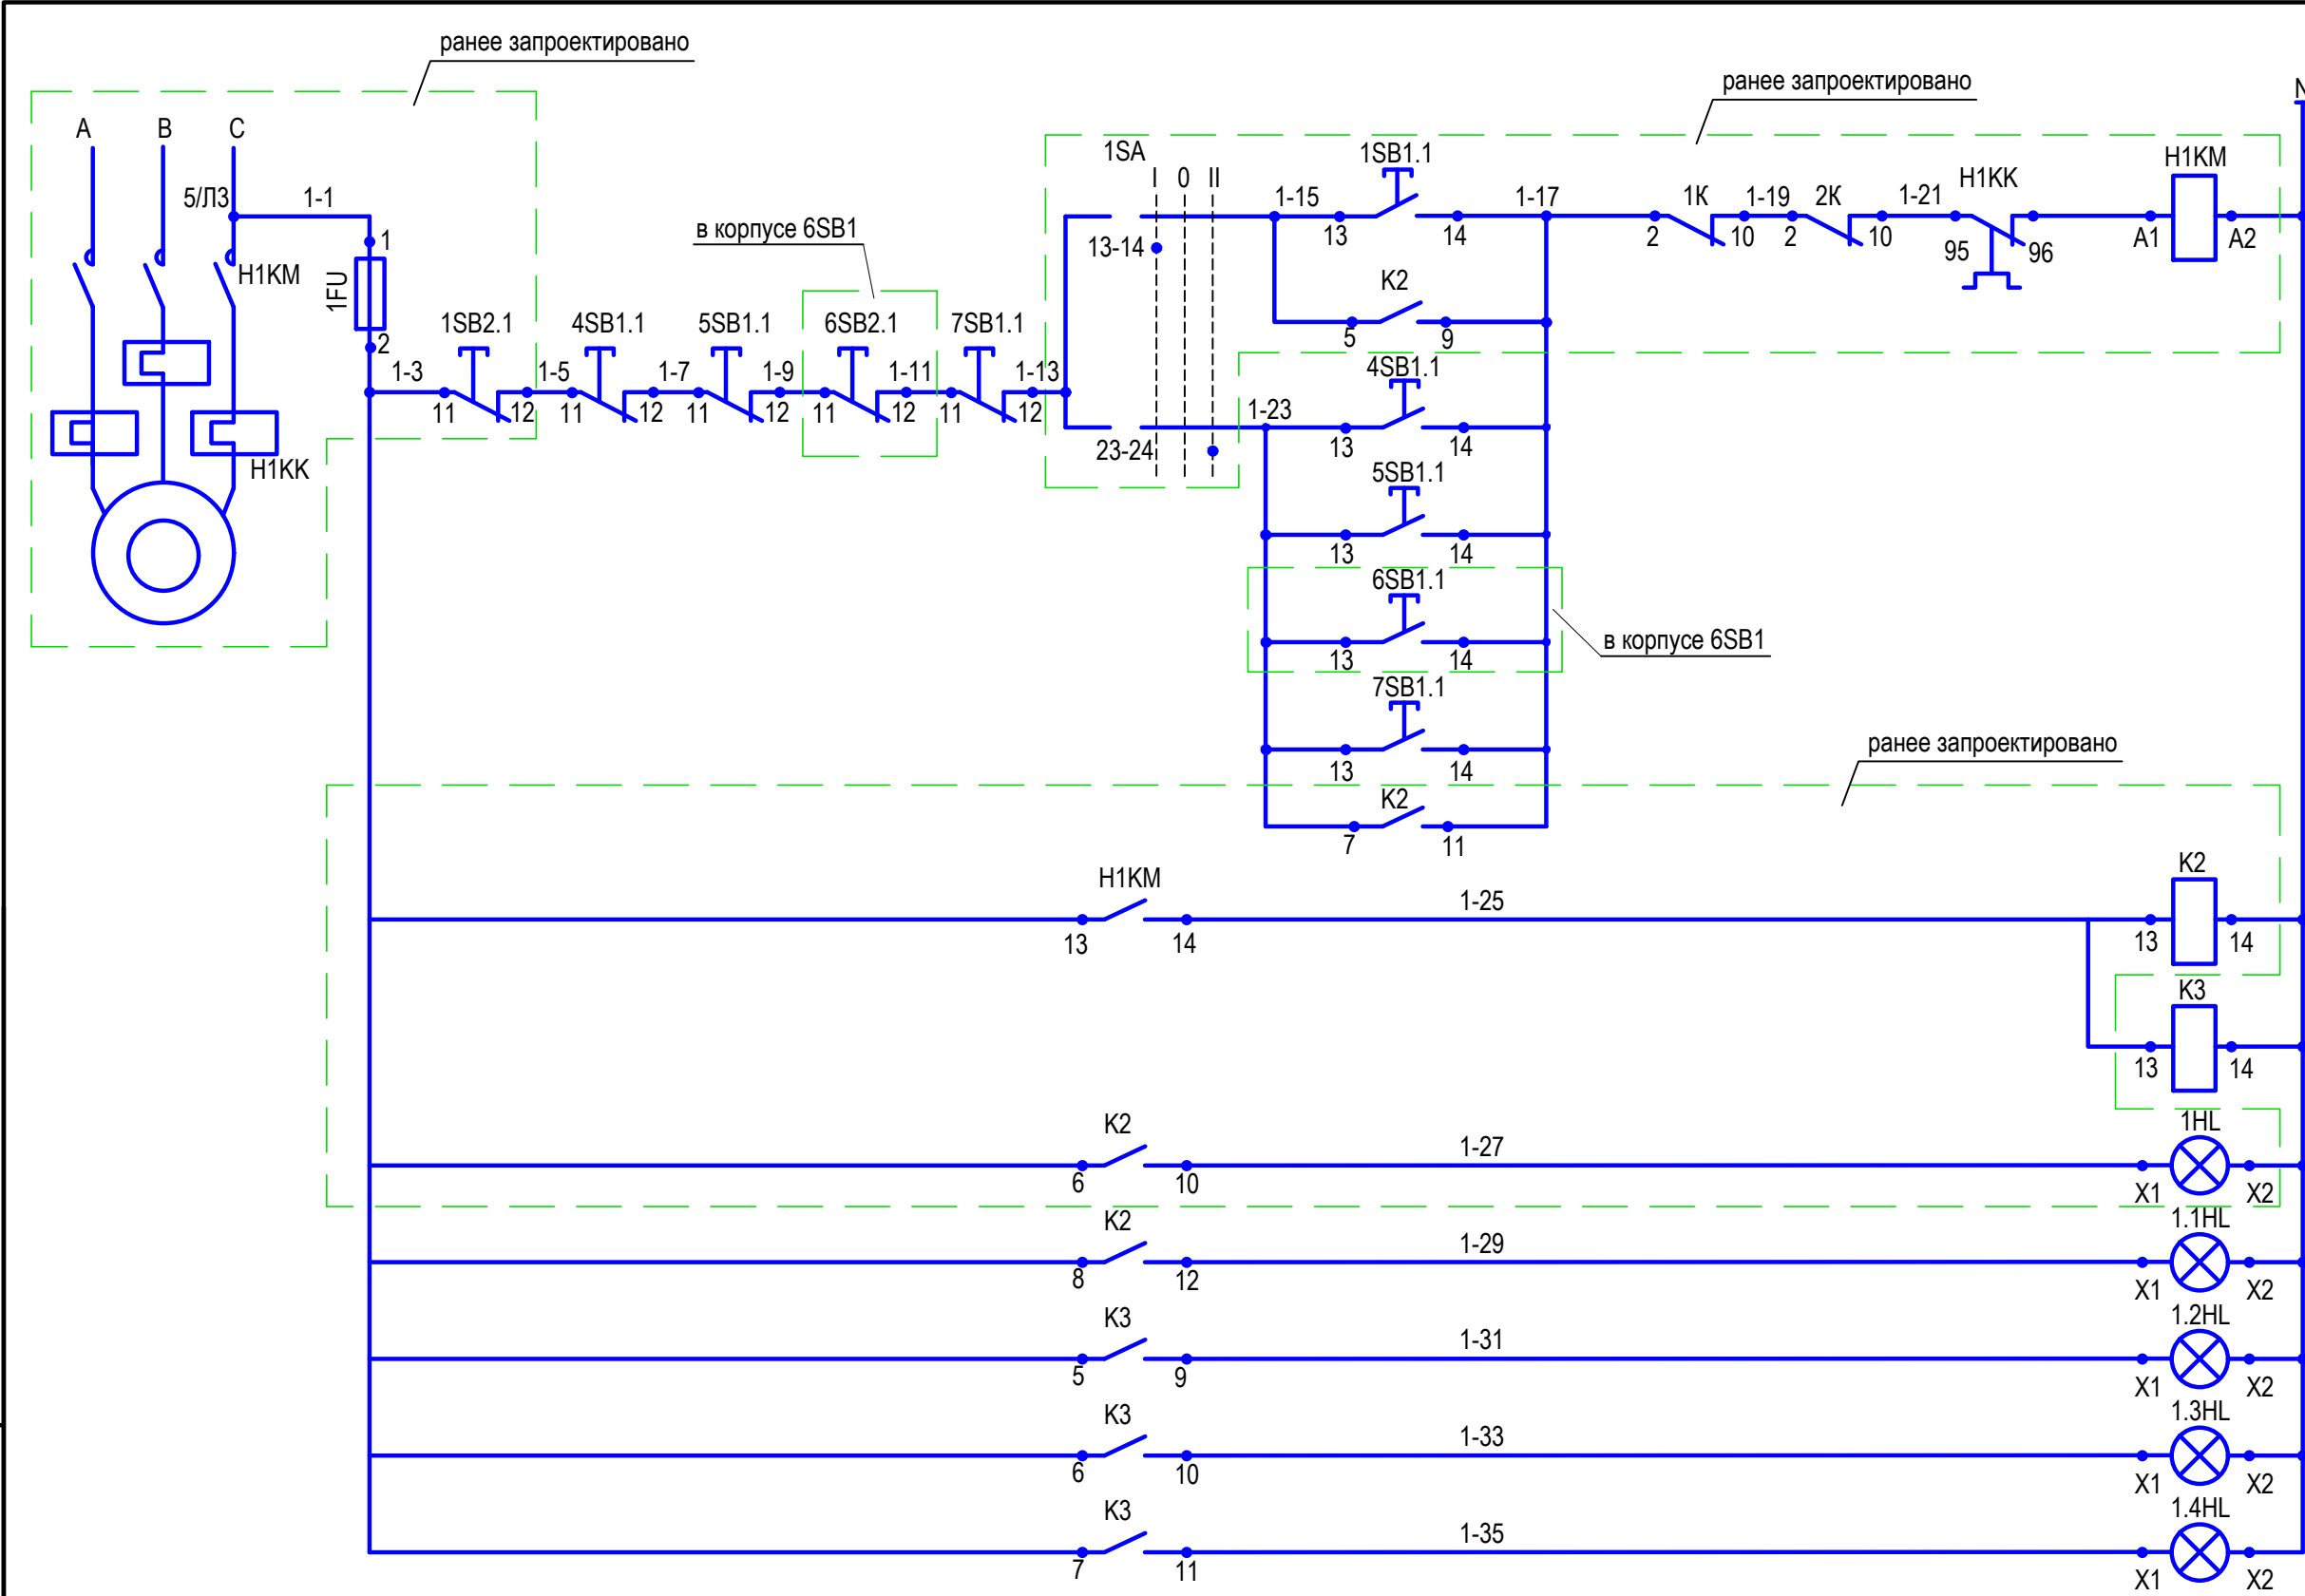 ранее запроектировано
ранее запроектировано
A B C
N
1SA
1SB1.1
H1KM
I 0 II
5/Л3 1-1
1-15
1-17
1К
1-19
2К
1-21
H1KK
в корпусе 6SB1
1
13-14
13
14
2
10
2
10
95
96
A1
A2
H1KM
1FU
K2
1SB2.1
4SB1.1
5SB1.1
6SB2.1
7SB1.1
2
5
9
1-3
1-5
1-7
1-9
1-11
1-13
4SB1.1
11
12
11
12
11
12
11
12
11
12
1-23
23-24
13
14
H1KK
5SB1.1
13
14
6SB1.1
в корпусе 6SB1
13
14
7SB1.1
ранее запроектировано
13
14
K2
7
11
H1KM
1-25
K2
13
14
13
14
K3
13
14
K2
1-27
1HL
6
10
X1
X2
K2
1-29
1.1HL
8
12
X1
X2
K3
1-31
1.2HL
5
9
X1
X2
K3
1-33
1.3HL
6
10
X1
X2
K3
1-35
1.4HL
7
11
X1
X2